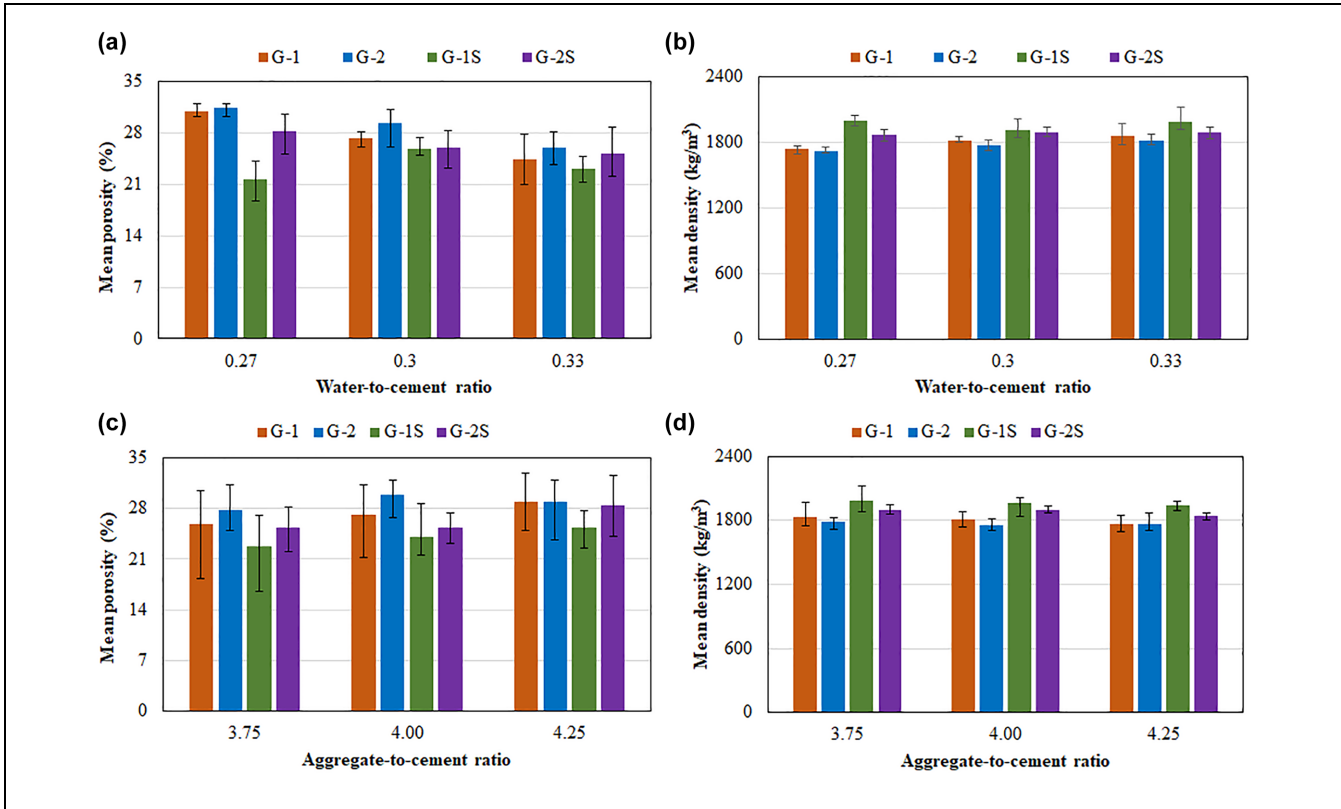 (a)
G-1 G-2 G-1S G-2S
Mean porosity (%)
35
28
21
14
7
0
0.27 0.3 0.33
Water-to-cement ratio
(b)
G-1 G-2 G-1S G-2S
Mean density (kg/m³)
2400
1800
1200
600
0
0.27 0.3 0.33
Water-to-cement ratio
(c)
G-1 G-2 G-1S G-2S
Mean porosity (%)
35
28
21
14
7
0
3.75 4.00 4.25
Aggregate-to-cement ratio
(d)
G-1 G-2 G-1S G-2S
Mean density (kg/m³)
2400
1800
1200
600
0
3.75 4.00 4.25
Aggregate-to-cement ratio